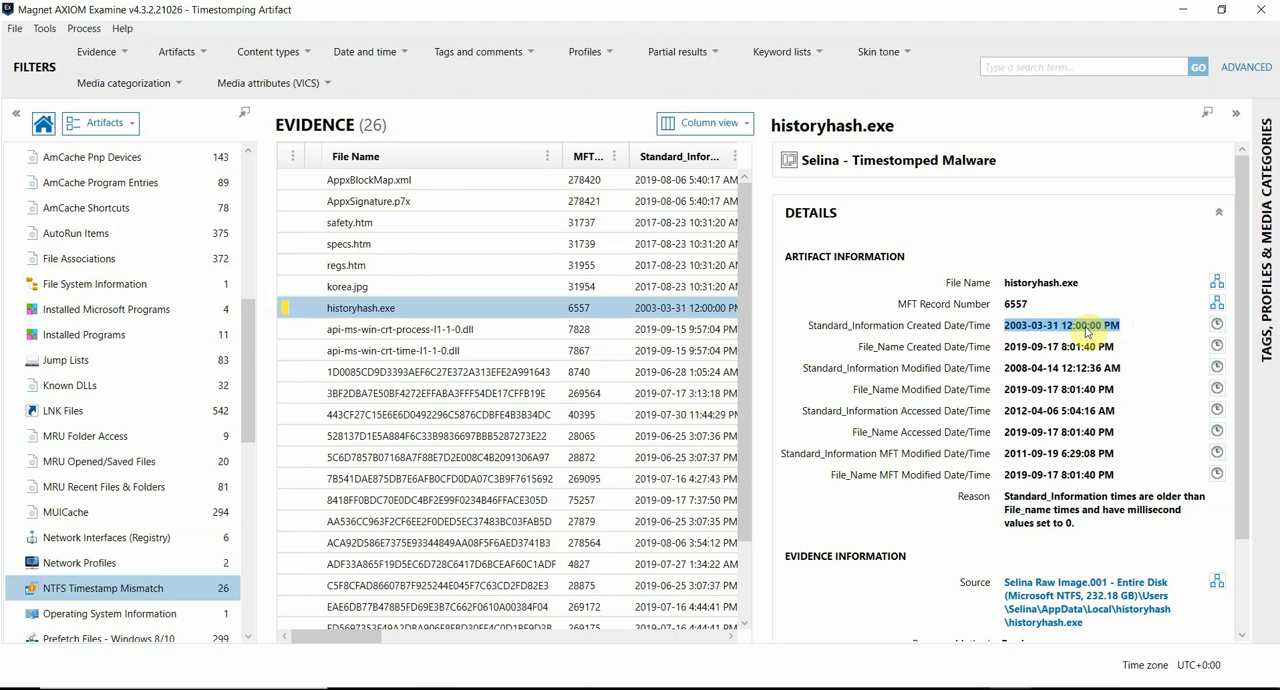 Magnet AXIOM Examine v4.3.2.21026 - Timestomping Artifact
File Tools Process Help
FILTERS
Evidence Artifacts Content types Date and time Tags and comments Profiles Partial results Keyword lists Skin tone
Media categorization Media attributes (VICS)
Type a search term... GO ADVANCED
Artifacts
AmCache Pnp Devices 143
AmCache Program Entries 89
AmCache Shortcuts 78
AutoRun Items 375
File Associations 372
File System Information 1
Installed Microsoft Programs 4
Installed Programs 11
Jump Lists 83
Known DLLs 32
LNK Files 542
MRU Folder Access 9
MRU Opened/Saved Files 20
MRU Recent Files & Folders 81
MUICache 294
Network Interfaces (Registry) 6
Network Profiles 2
NTFS Timestamp Mismatch 26
Operating System Information 1
Prefetch Files - Windows 8/10 299
EVIDENCE (26)
Column view
File Name MFT... Standard_Infor...
AppxBlockMap.xml 278420 2019-08-06 5:40:17 AM
AppxSignature.p7x 278421 2019-08-06 5:40:17 AM
safety.htm 31737 2017-08-23 10:31:20 AM
specs.htm 31739 2017-08-23 10:31:20 AM
regs.htm 31955 2017-08-23 10:31:20 AM
korea.jpg 31954 2017-08-23 10:31:20 AM
historyhash.exe 6557 2003-03-31 12:00:00 PM
api-ms-win-crt-process-l1-1-0.dll 7828 2019-09-15 9:57:04 PM
api-ms-win-crt-time-l1-1-0.dll 7867 2019-09-15 9:57:04 PM
1D0085CD9D3393AEF6C27E372A313EFE2A991643 8740 2019-06-28 1:05:24 AM
3BF2DBA7E50BF4272EFFABA3FFF54DE17CFFB19E 269564 2019-07-17 3:13:18 PM
443CF27C15E6E6D0492296C5876CDBFE4B3B34DC 40395 2019-07-30 11:44:29 PM
528137D1E5A884F6C33B9836697BBB5287273E22 28065 2019-06-25 3:07:36 PM
5C6D7857B07168A7F88E7D2E008C4B2069306A97 28872 2019-06-25 3:07:36 PM
7B541DAE875DB7E6AFB0CFD0DA07C3B9F7615692 269095 2019-07-16 4:27:43 PM
8418FF0BDC70E0DC4BF2E99F0234B46FFACE305D 75257 2019-09-17 7:37:50 PM
AA536CC963F2CF6EE2F0DED5EC37483BC03FAB5D 27879 2019-06-25 3:07:35 PM
ACA92D586E7375E93344849AA08F5F6AED3741B3 278564 2019-08-06 3:54:12 PM
ADF33A865F19D5EC6D728C6417D6BCEAF60C1ADF 4827 2019-07-27 1:34:22 AM
C5F8CFAD86607B7F925244E045F7C63CD2FD82E3 28875 2019-06-25 3:07:37 PM
EAE6DB77B478B5FD69E3B7C662F0610A00384F04 269172 2019-07-16 4:44:41 PM
historyhash.exe
Selina - Timestomped Malware
DETAILS
ARTIFACT INFORMATION
File Name historyhash.exe
MFT Record Number 6557
Standard_Information Created Date/Time 2003-03-31 12:00:00 PM
File_Name Created Date/Time 2019-09-17 8:01:40 PM
Standard_Information Modified Date/Time 2008-04-14 12:12:36 AM
File_Name Modified Date/Time 2019-09-17 8:01:40 PM
Standard_Information Accessed Date/Time 2012-04-06 5:04:16 AM
File_Name Accessed Date/Time 2019-09-17 8:01:40 PM
Standard_Information MFT Modified Date/Time 2011-09-19 6:29:08 PM
File_Name MFT Modified Date/Time 2019-09-17 8:01:40 PM
Reason Standard_Information times are older than
File_name times and have millisecond
values set to 0.
EVIDENCE INFORMATION
Source Selina Raw Image.001 - Entire Disk
(Microsoft NTFS, 232.18 GB)\Users
\Selina\AppData\Local\historyhash
\historyhash.exe
TAGS, PROFILES & MEDIA CATEGORIES
Time zone UTC+0:00